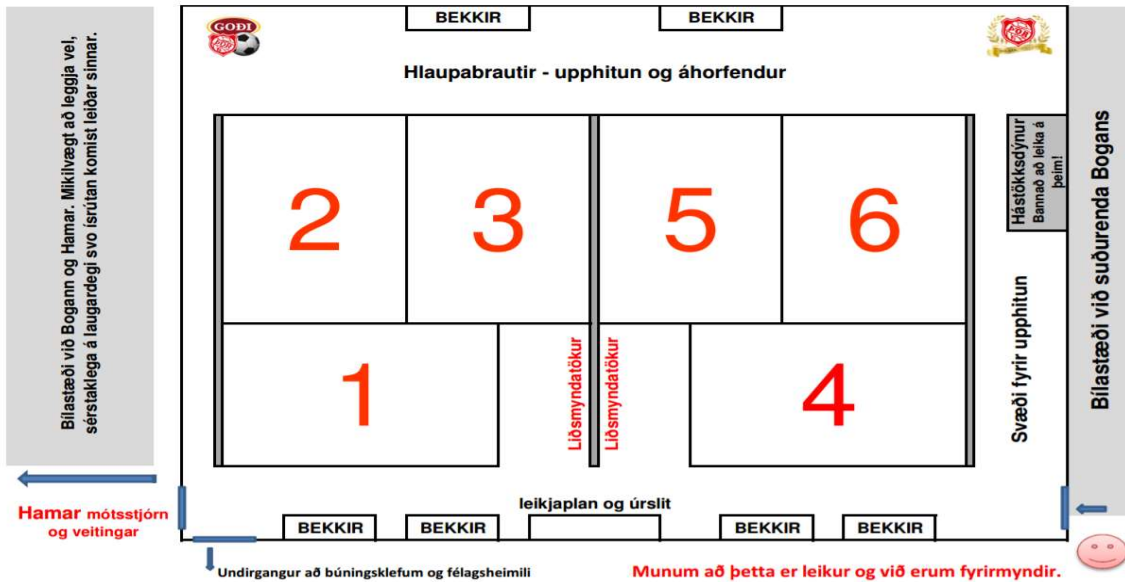 BEKKIR
BEKKIR
GOÐI
Hlaupabrautir - upphitun og áhorfendur
Bílastæði við Bogann og Hamar. Mikilvægt að leggja vel,
sérstaklega á laugardegi svo ísrútan komist leiðar sinnar.
2
3
5
6
Hástökksdýnur
Bannað að leika á
þeim!
1
Liðsmyndatökur
Liðsmyndatökur
4
Svæði fyrir upphitun
Bílastæði við suðurenda Bogans
leikjaplan og úrslit
Hamar mótsstjórn
og veitingar
BEKKIR
BEKKIR
BEKKIR
BEKKIR
Undirgangur að búningsklefum og félagsheimili
Munum að þetta er leikur og við erum fyrirmyndir.